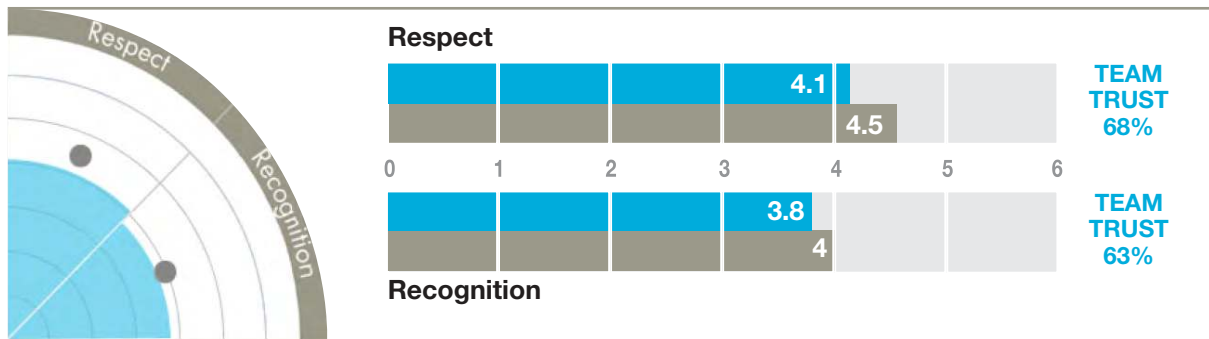 Respect
Recognition
Respect
4.1
4.5
TEAM
TRUST
68%
0 1 2 3 4 5 6
3.8
4
TEAM
TRUST
63%
Recognition